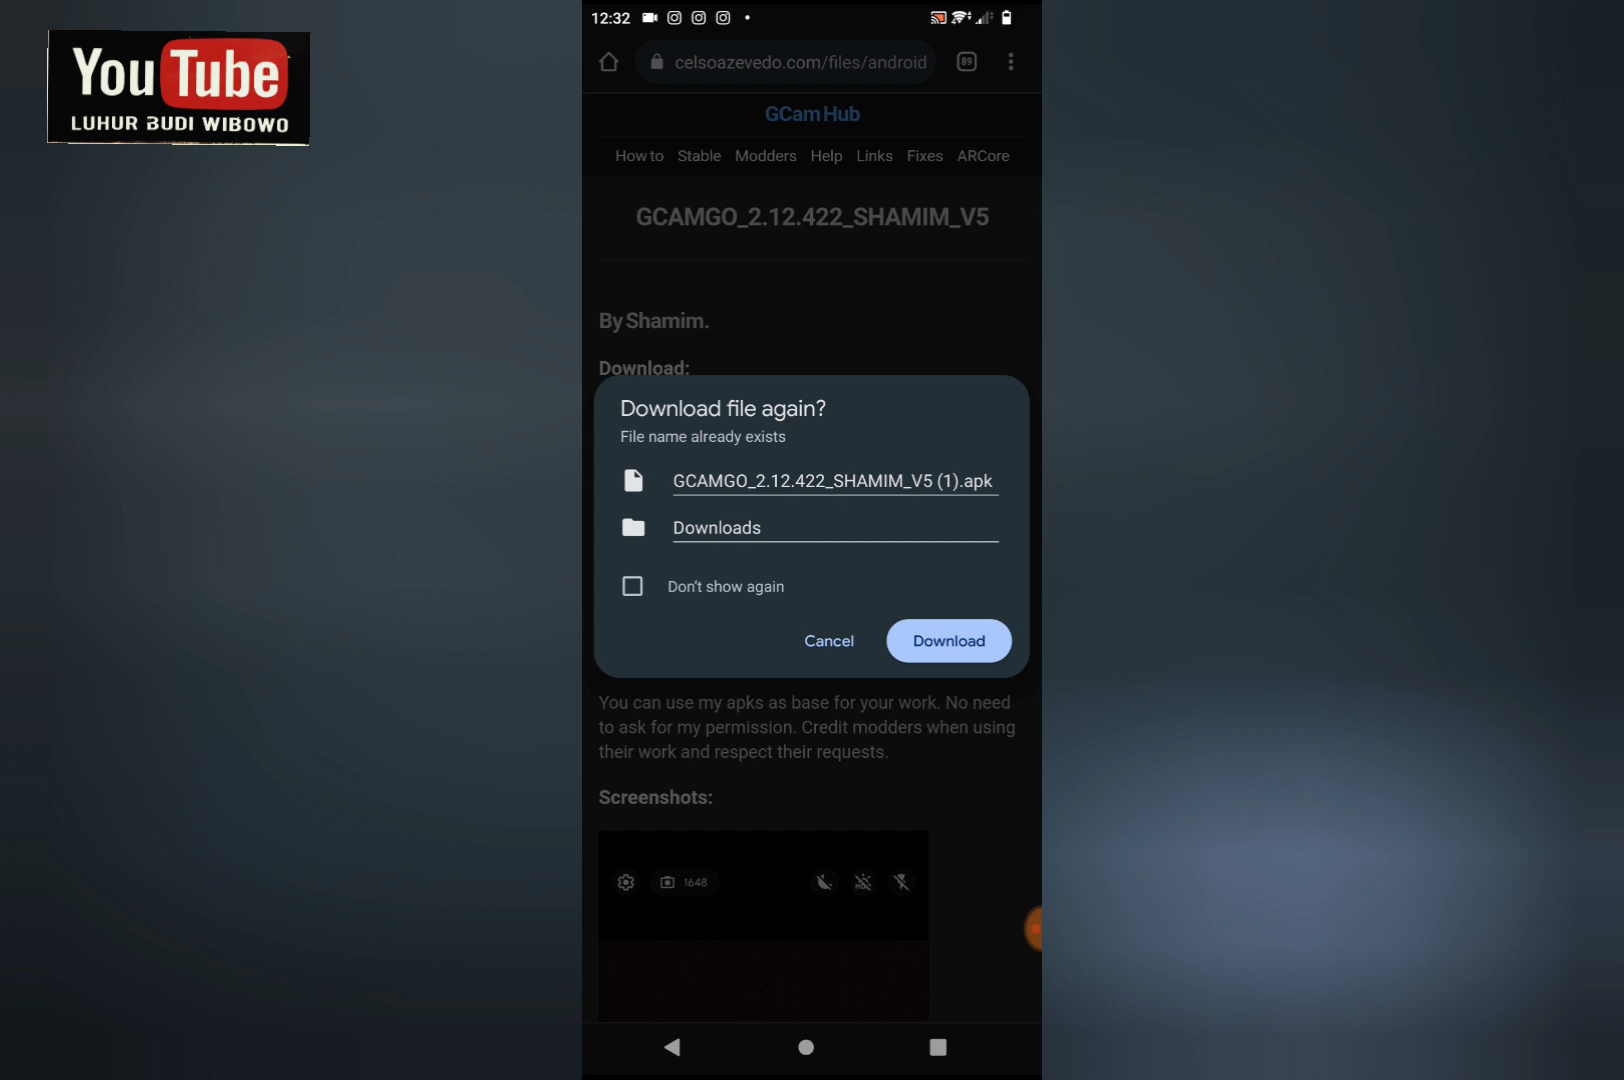 YouTube
LUHUR BUDI WIBOWO
12:32
celsoazevedo.com/files/android
89
GCam Hub
How to Stable Modders Help Links Fixes ARCore
GCAMGO_2.12.422_SHAMIM_V5
By Shamim.
Download:
Download file again?
File name already exists
GCAMGO_2.12.422_SHAMIM_V5 (1).apk
Downloads
Don't show again
Cancel Download
You can use my apks as base for your work. No need
to ask for my permission. Credit modders when using
their work and respect their requests.
Screenshots:
1648
HDR